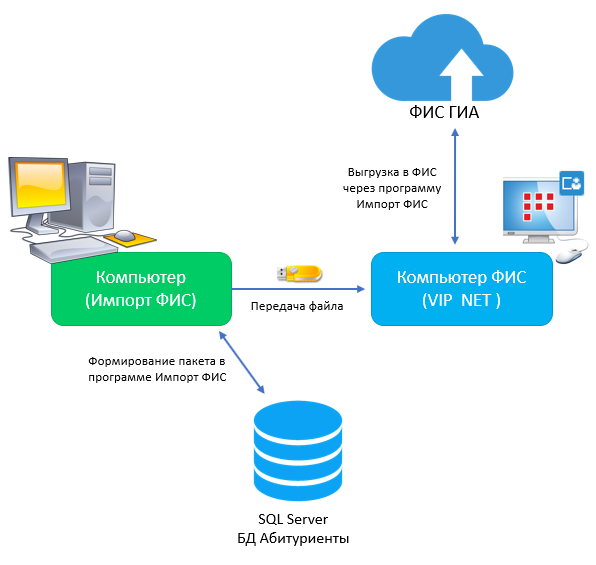 ФИС ГИА
Выгрузка в ФИС
через программу
Импорт ФИС
Компьютер
(Импорт ФИС)
Передача файла
Компьютер ФИС
(VIP NET )
Формирование пакета в
программе Импорт ФИС
SQL Server
БД Абитуриенты